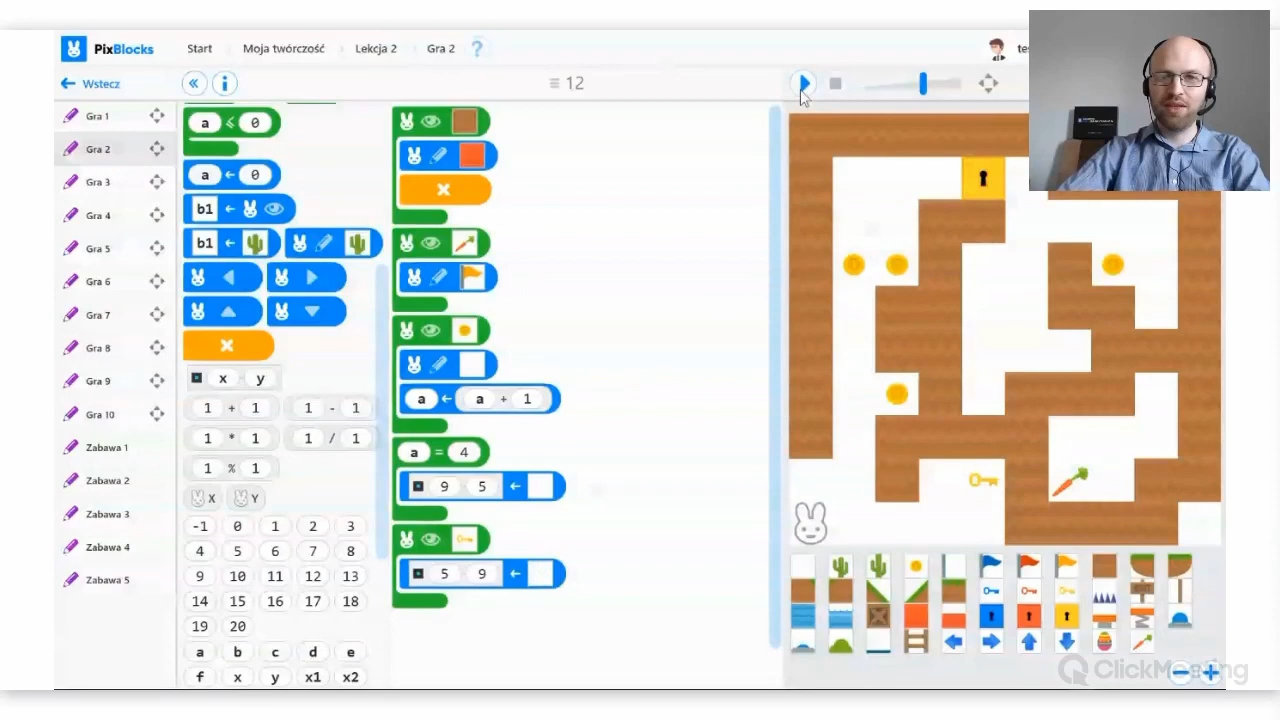 PixBlocks Start Moja twórczość Lekcja 2 Gra 2 ?
Wstecz 12
Gra 1
Gra 2
Gra 3
Gra 4
Gra 5
Gra 6
Gra 7
Gra 8
Gra 9
Gra 10
Zabawa 1
Zabawa 2
Zabawa 3
Zabawa 4
Zabawa 5
a ≤ 0
a ← 0
b1 ←
b1 ←
x y
1 + 1 1 - 1
1 * 1 1 / 1
1 % 1
X Y
-1 0 1 2 3
4 5 6 7 8
9 10 11 12 13
14 15 16 17 18
19 20
a b c d e
f x y x1 x2
a ← a + 1
a = 4
9 5 ←
5 9 ←
ClickMeeting